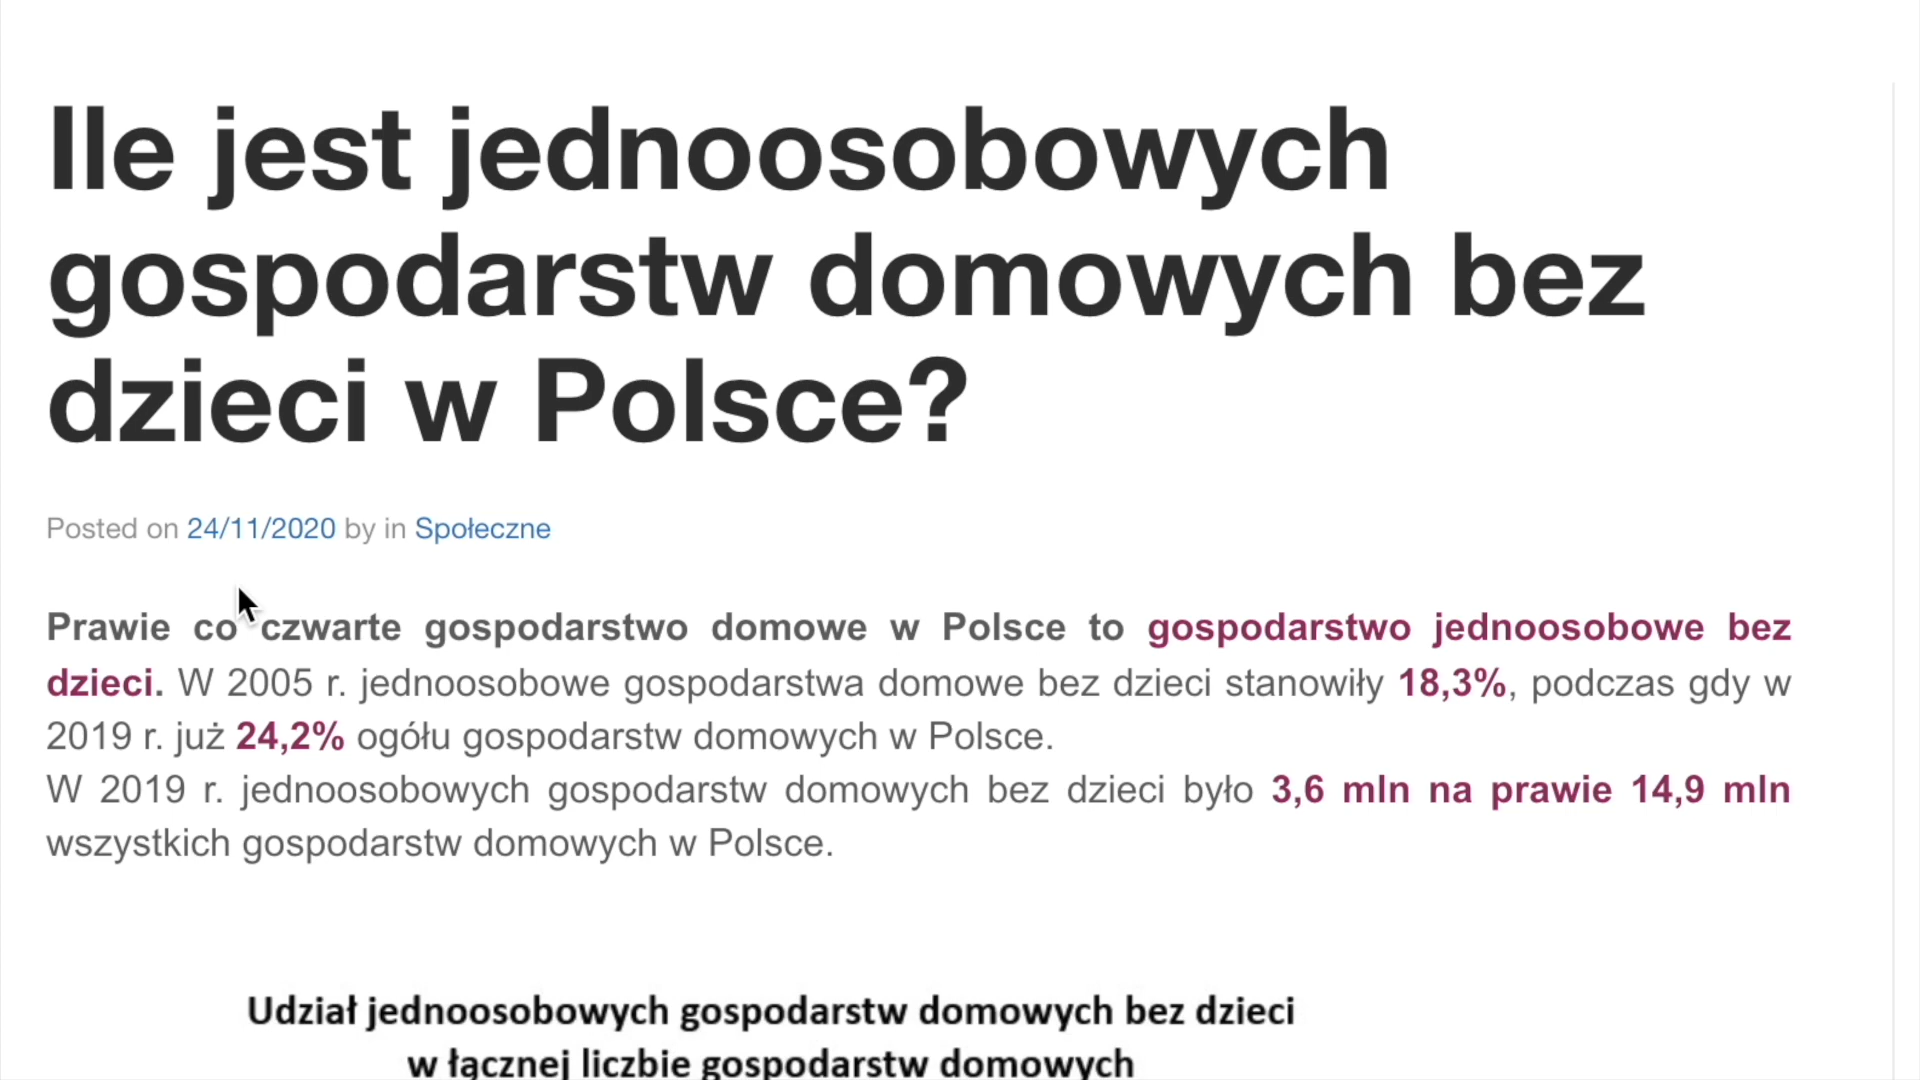 Ile jest jednoosobowych
gospodarstw domowych bez
dzieci w Polsce?
Posted on 24/11/2020 by in Społeczne
Prawie co czwarte gospodarstwo domowe w Polsce to gospodarstwo jednoosobowe bez
dzieci. W 2005 r. jednoosobowe gospodarstwa domowe bez dzieci stanowiły 18,3%, podczas gdy w
2019 r. już 24,2% ogółu gospodarstw domowych w Polsce.
W 2019 r. jednoosobowych gospodarstw domowych bez dzieci było 3,6 mln na prawie 14,9 mln
wszystkich gospodarstw domowych w Polsce.
Udział jednoosobowych gospodarstw domowych bez dzieci
w łącznej liczbie gospodarstw domowych